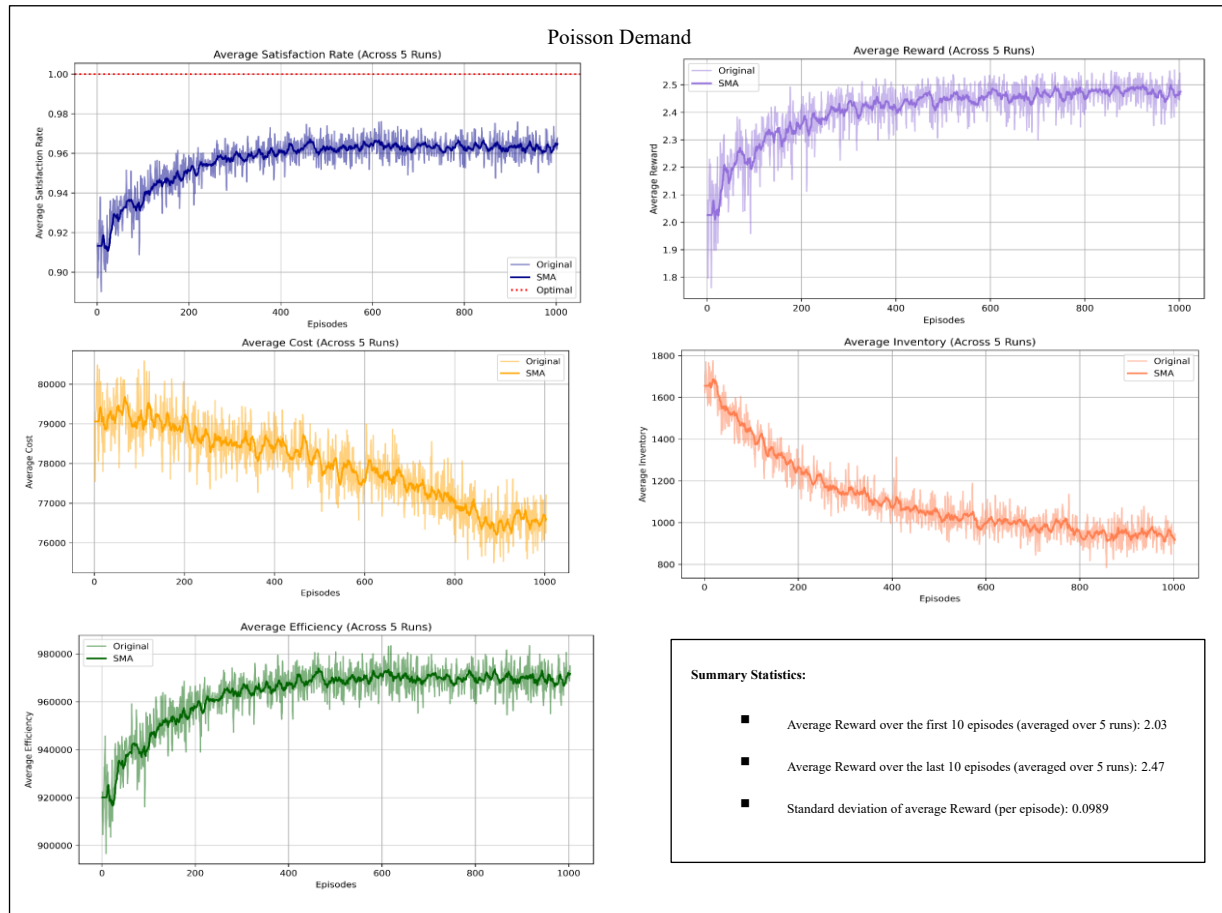 Poisson Demand
Average Satisfaction Rate (Across 5 Runs)
1.00
0.98
0.96
0.94
0.92
0.90
Average Satisfaction Rate
Original
SMA
Optimal
0 200 400 600 800 1000
Episodes
Average Reward (Across 5 Runs)
Original
SMA
2.5
2.4
2.3
2.2
2.1
2.0
1.9
1.8
Average Reward
0 200 400 600 800 1000
Episodes
Average Cost (Across 5 Runs)
Original
SMA
80000
79000
78000
77000
76000
Average Cost
0 200 400 600 800 1000
Episodes
Average Inventory (Across 5 Runs)
Original
SMA
1800
1600
1400
1200
1000
800
Average Inventory
0 200 400 600 800 1000
Episodes
Average Efficiency (Across 5 Runs)
Original
SMA
980000
960000
940000
920000
900000
Average Efficiency
0 200 400 600 800 1000
Episodes
Summary Statistics:
■ Average Reward over the first 10 episodes (averaged over 5 runs): 2.03
■ Average Reward over the last 10 episodes (averaged over 5 runs): 2.47
■ Standard deviation of average Reward (per episode): 0.0989